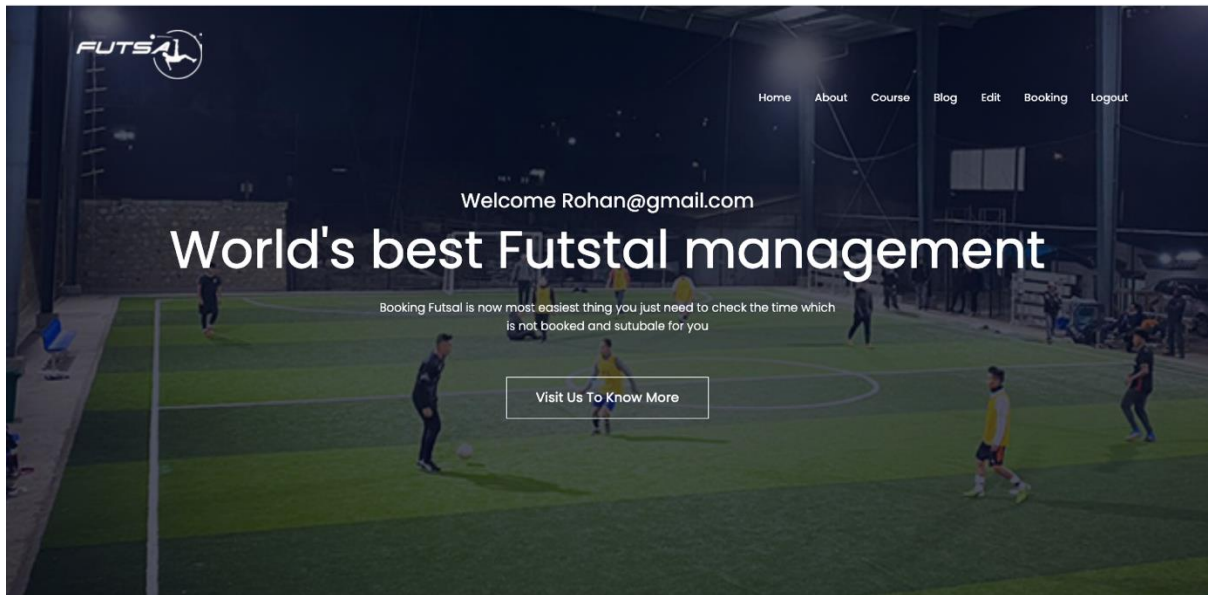 FUTSAL
Home About Course Blog Edit Booking Logout
Welcome Rohan@gmail.com
World's best Futstal management
Booking Futsal is now most easiest thing you just need to check the time which
is not booked and sutubale for you
Visit Us To Know More